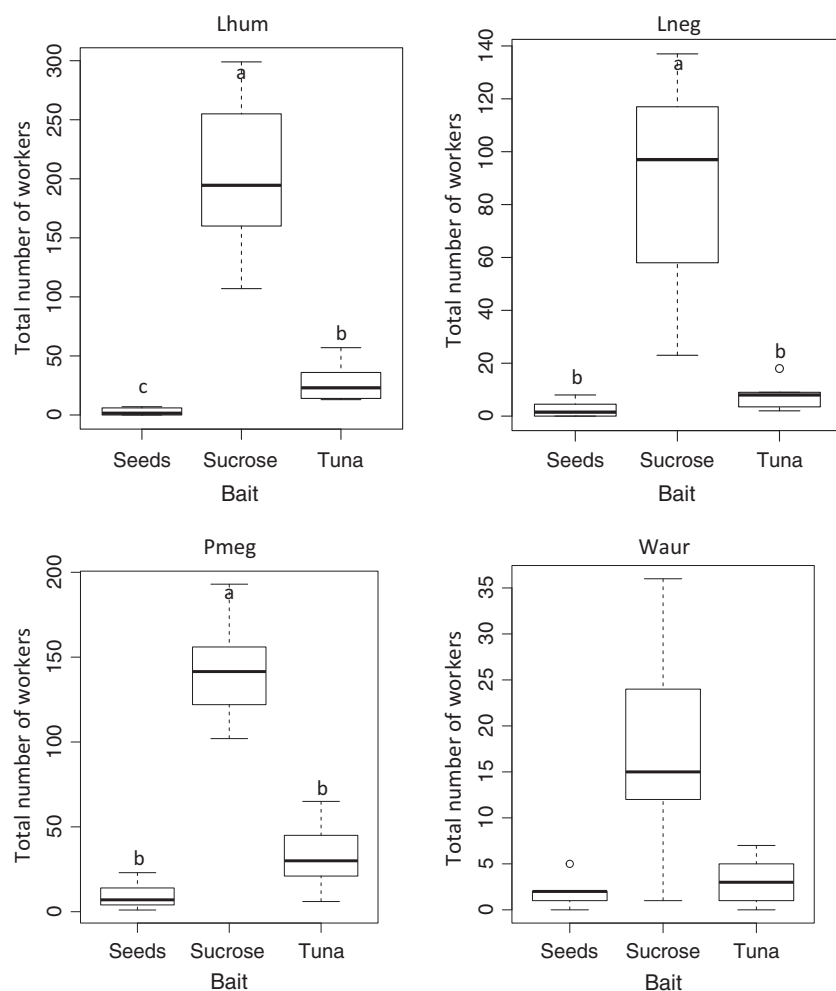 Lhum
Total number of workers
300
250
200
150
100
50
0
a
b
c
Seeds Sucrose Tuna
Bait
Lneg
Total number of workers
140
120
100
80
60
40
20
0
a
b
b
Seeds Sucrose Tuna
Bait
Pmeg
Total number of workers
200
150
100
50
0
a
b
b
Seeds Sucrose Tuna
Bait
Waur
Total number of workers
35
30
25
20
15
10
5
0
Seeds Sucrose Tuna
Bait